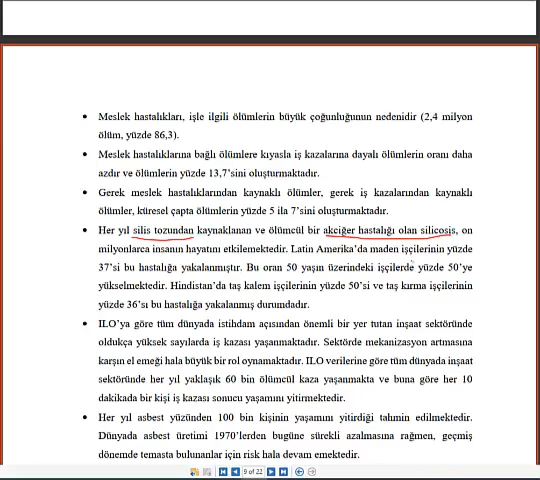 • Meslek hastalıkları, işle ilgili ölümlerin büyük çoğunluğunun nedenidir (2,4 milyon
ölüm, yüzde 86,3).
• Meslek hastalıklarına bağlı ölümlere kıyasla iş kazalarına dayalı ölümlerin oranı daha
azdır ve ölümlerin yüzde 13,7'sini oluşturmaktadır.
• Gerek meslek hastalıklarından kaynaklı ölümler, gerek iş kazalarından kaynaklı
ölümler, küresel çapta ölümlerin yüzde 5 ila 7'sini oluşturmaktadır.
• Her yıl silis tozundan kaynaklanan ve ölümcül bir akciğer hastalığı olan silicosis, on
milyonlarca insanın hayatını etkilemektedir. Latin Amerika'da maden işçilerinin yüzde
37'si bu hastalığa yakalanmıştır. Bu oran 50 yaşın üzerindeki işçilerde yüzde 50'ye
yükselmektedir. Hindistan'da taş kalem işçilerinin yüzde 50'si ve taş kırma işçilerinin
yüzde 36'sı bu hastalığa yakalanmış durumdadır.
• ILO'ya göre tüm dünyada istihdam açısından önemli bir yer tutan inşaat sektöründe
oldukça yüksek sayılarda iş kazası yaşanmaktadır. Sektörde mekanizasyon artmasına
karşın el emeği hala büyük bir rol oynamaktadır. ILO verilerine göre tüm dünyada inşaat
sektöründe her yıl yaklaşık 60 bin ölümcül kaza yaşanmakta ve buna göre her 10
dakikada bir kişi iş kazası sonucu yaşamını yitirmektedir.
• Her yıl asbest yüzünden 100 bin kişinin yaşamını yitirdiği tahmin edilmektedir.
Dünyada asbest üretimi 1970'lerden bugüne sürekli azalmasına rağmen, geçmiş
dönemde temasta bulunanlar için risk hala devam emektedir.
9 of 22